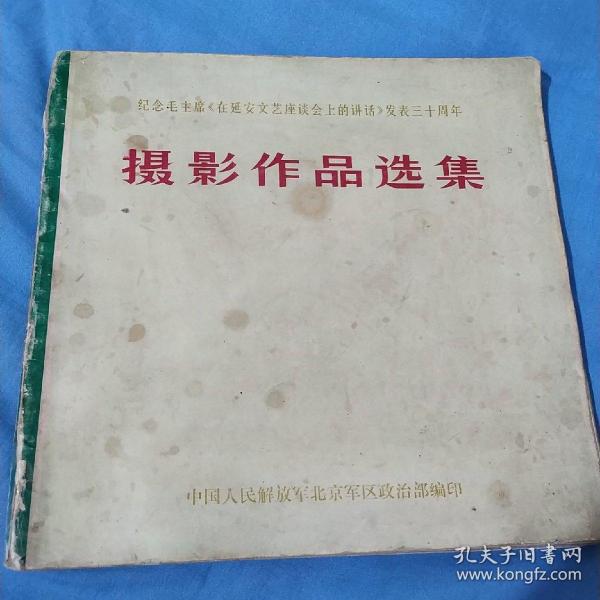 纪念毛主席《在延安文艺座谈会上的讲话》发表三十周年
摄影作品选集
中国人民解放军北京军区政治部编印
孔夫子旧书网
www.kongfz.com